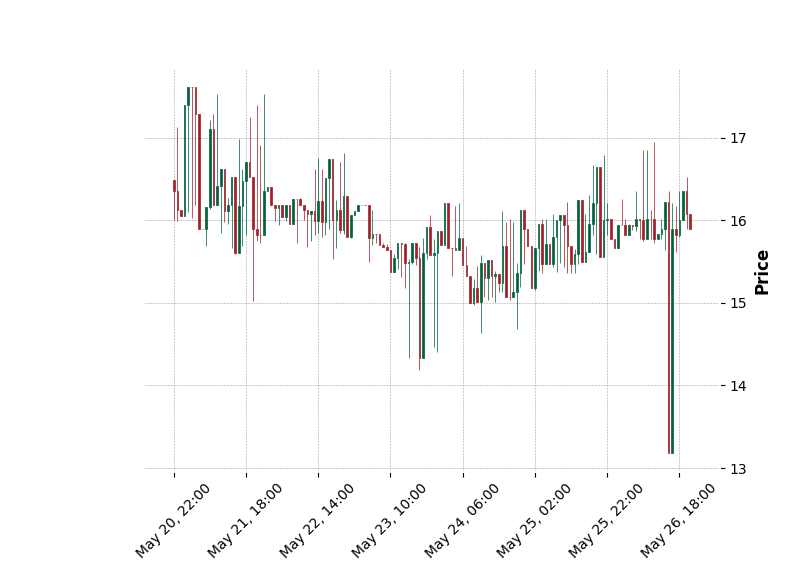 17
16
15
14
13
Price
May 20, 22:00
May 21, 18:00
May 22, 14:00
May 23, 10:00
May 24, 06:00
May 25, 02:00
May 25, 22:00
May 26, 18:00